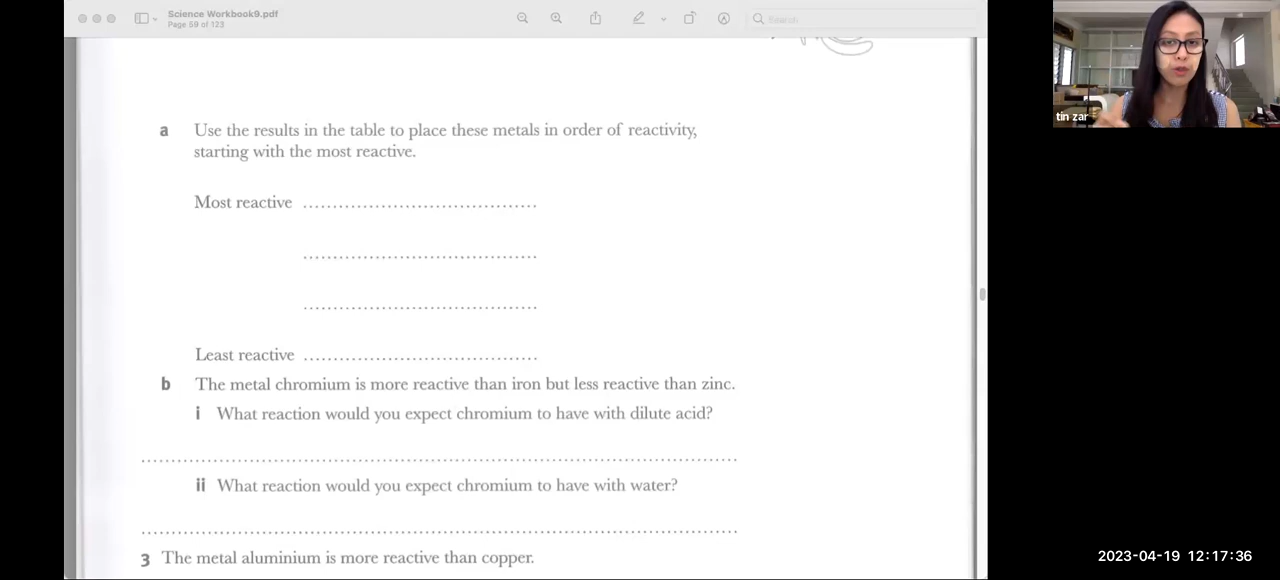 Science Workbook9.pdf
Page 59 of 123
Search
tin zar
a Use the results in the table to place these metals in order of reactivity,
starting with the most reactive.
Most reactive ........................................
........................................
........................................
Least reactive ........................................
b The metal chromium is more reactive than iron but less reactive than zinc.
i What reaction would you expect chromium to have with dilute acid?
....................................................................................................
ii What reaction would you expect chromium to have with water?
....................................................................................................
3 The metal aluminium is more reactive than copper.
2023-04-19 12:17:36